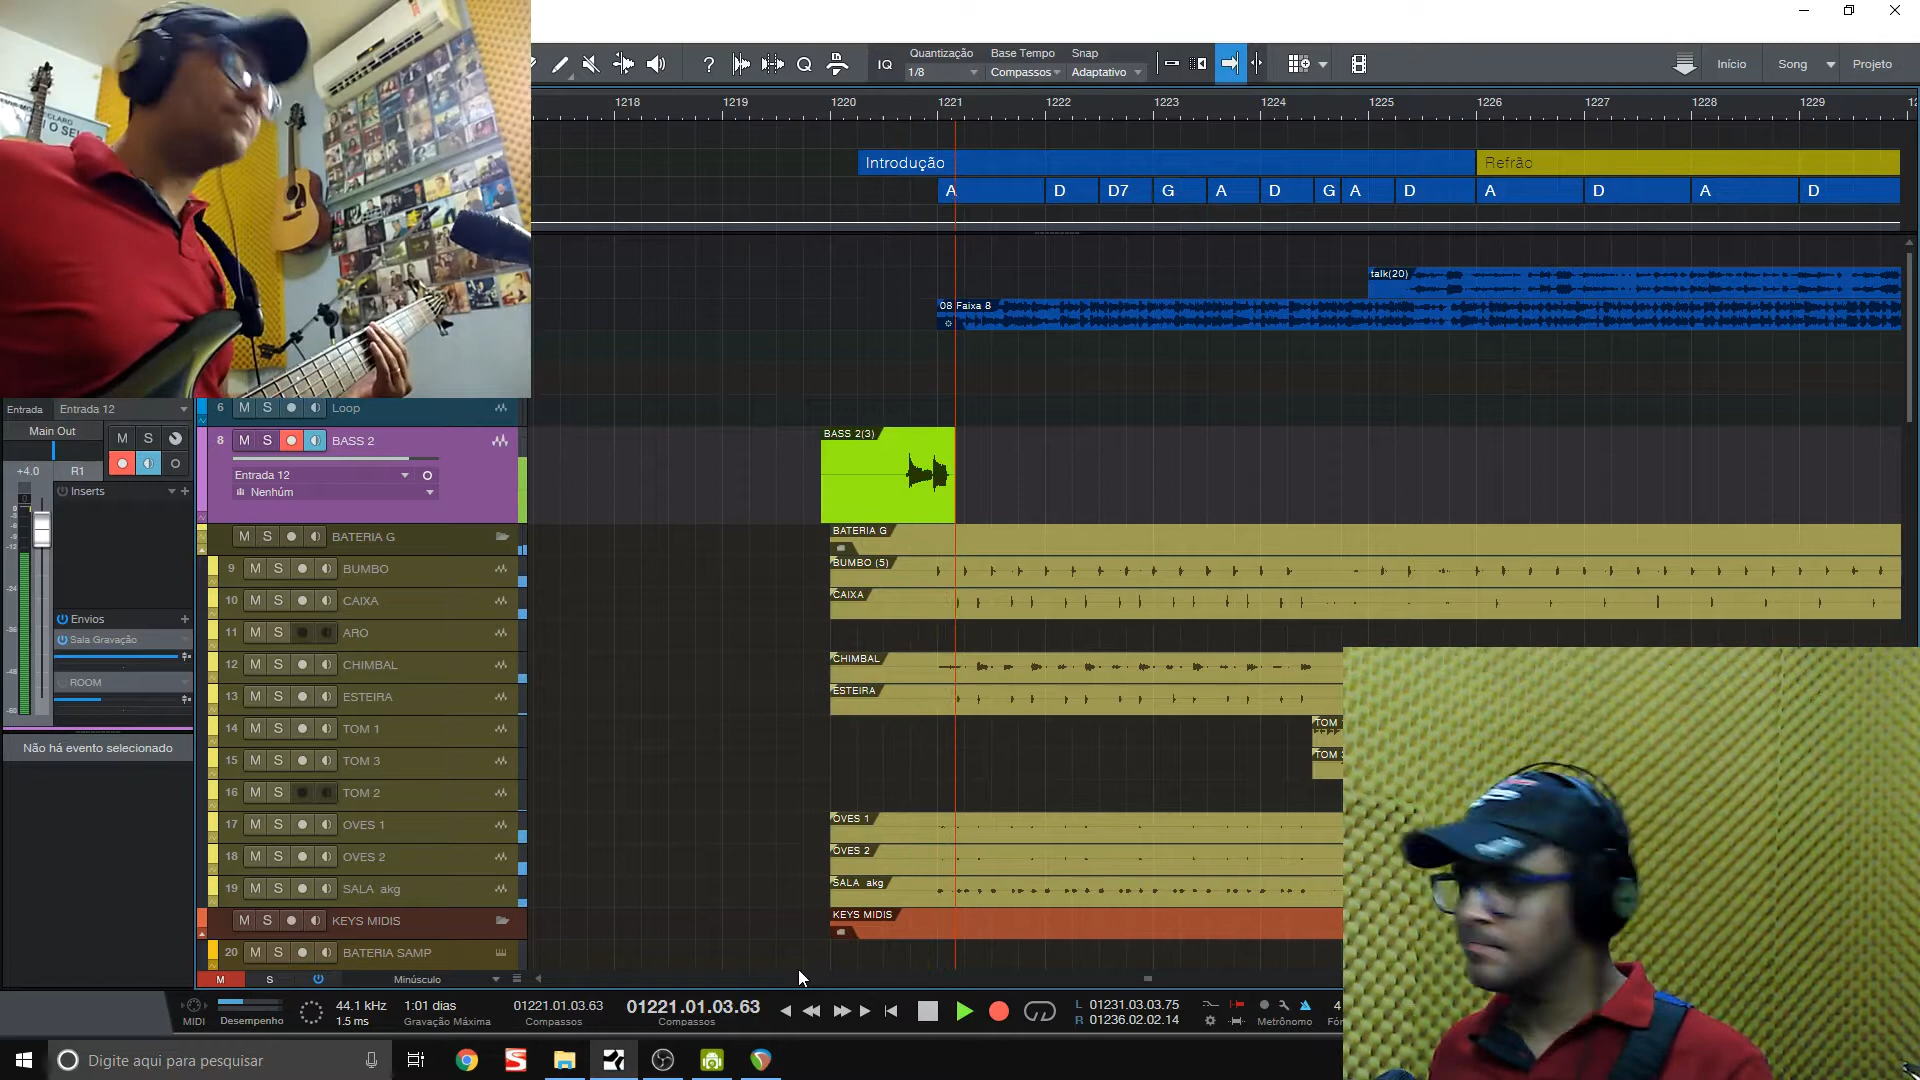 Quantização
Base Tempo
Snap
IQ
1/8
Compassos
Adaptativo
Início
Song
Projeto
1218
1219
1220
1221
1222
1223
1224
1225
1226
1227
1228
1229
Introdução
Refrão
A
D
D7
G
A
D
G
A
D
A
D
A
D
talk(20)
08 Faixa 8
Entrada
Entrada 12
Main Out
M
S
+4.0
R1
Inserts
Envios
Sala Gravação
ROOM
Não há evento selecionado
6 M S Loop
8 M S BASS 2
Entrada 12
Nenhúm
BASS 2(3)
M S BATERIA G
BATERIA G
9 M S BUMBO
BUMBO (5)
10 M S CAIXA
CAIXA
11 M S ARO
12 M S CHIMBAL
CHIMBAL
13 M S ESTEIRA
ESTEIRA
14 M S TOM 1
TOM
15 M S TOM 3
TOM
16 M S TOM 2
17 M S OVES 1
OVES 1
18 M S OVES 2
OVES 2
19 M S SALA akg
SALA akg
M S KEYS MIDIS
KEYS MIDIS
20 M S BATERIA SAMP
M
S
Minúsculo
MIDI
Desempenho
44.1 kHz
1.5 ms
1:01 dias
Gravação Máxima
01221.01.03.63
Compassos
01221.01.03.63
Compassos
L 01231.03.03.75
R 01236.02.02.14
Metrônomo
4
Digite aqui para pesquisar